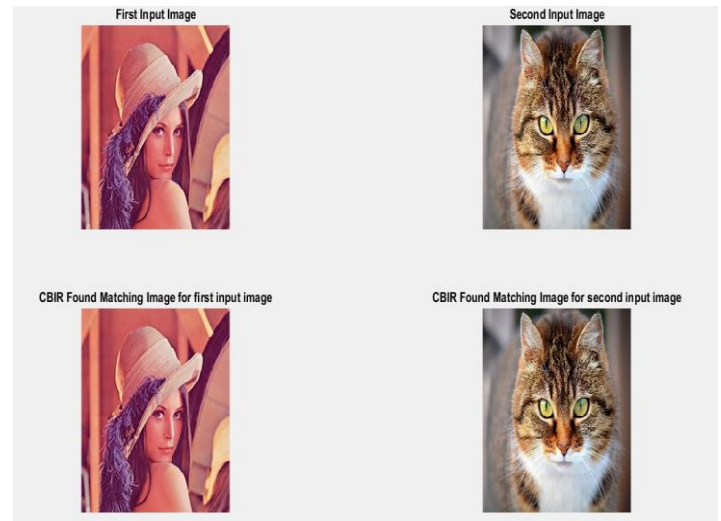 First Input Image
Second Input Image
CBIR Found Matching Image for first input image
CBIR Found Matching Image for second input image